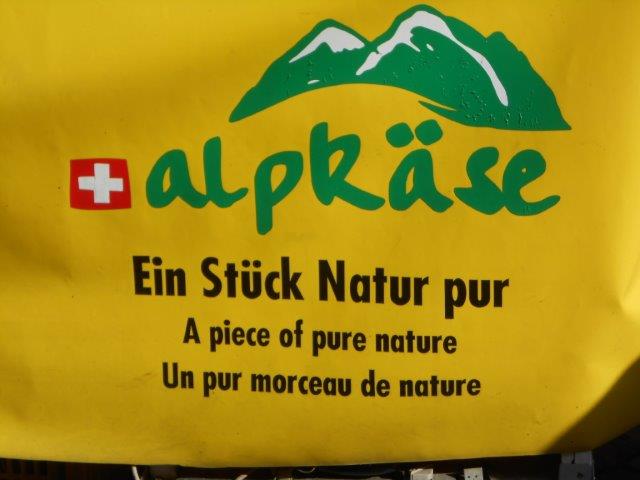 alpkäse
Ein Stück Natur pur
A piece of pure nature
Un pur morceau de nature